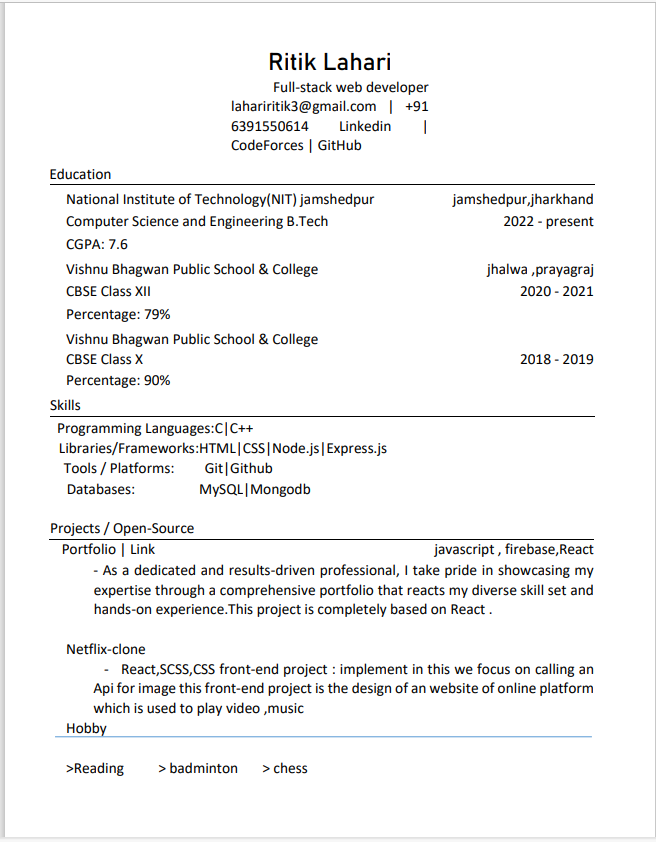 Ritik Lahari
Full-stack web developer
lahariritik3@gmail.com | +91
6391550614 Linkedin |
CodeForces | GitHub
Education
National Institute of Technology(NIT) jamshedpur jamshedpur,jharkhand
Computer Science and Engineering B.Tech 2022 - present
CGPA: 7.6
Vishnu Bhagwan Public School & College jhalwa ,prayagraj
CBSE Class XII 2020 - 2021
Percentage: 79%
Vishnu Bhagwan Public School & College
CBSE Class X 2018 - 2019
Percentage: 90%
Skills
Programming Languages:C|C++
Libraries/Frameworks:HTML|CSS|Node.js|Express.js
Tools / Platforms: Git|Github
Databases: MySQL|Mongodb
Projects / Open-Source
Portfolio | Link javascript , firebase,React
- As a dedicated and results-driven professional, I take pride in showcasing my
expertise through a comprehensive portfolio that reacts my diverse skill set and
hands-on experience.This project is completely based on React .
Netflix-clone
- React,SCSS,CSS front-end project : implement in this we focus on calling an
Api for image this front-end project is the design of an website of online platform
which is used to play video ,music
Hobby
>Reading > badminton > chess